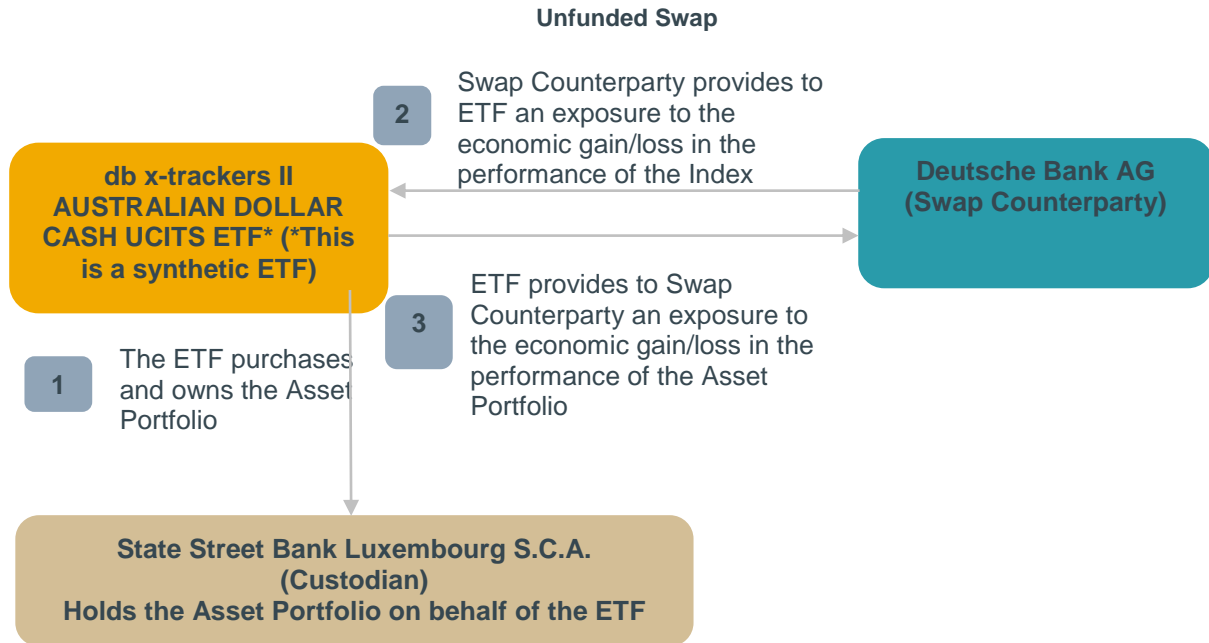 Unfunded Swap
2
Swap Counterparty provides to
ETF an exposure to the
economic gain/loss in the
performance of the Index
db x-trackers II
AUSTRALIAN DOLLAR
CASH UCITS ETF* (*This
is a synthetic ETF)
Deutsche Bank AG
(Swap Counterparty)
3
ETF provides to Swap
Counterparty an exposure to
the economic gain/loss in the
performance of the Asset
Portfolio
1
The ETF purchases
and owns the Asset
Portfolio
State Street Bank Luxembourg S.C.A.
(Custodian)
Holds the Asset Portfolio on behalf of the ETF